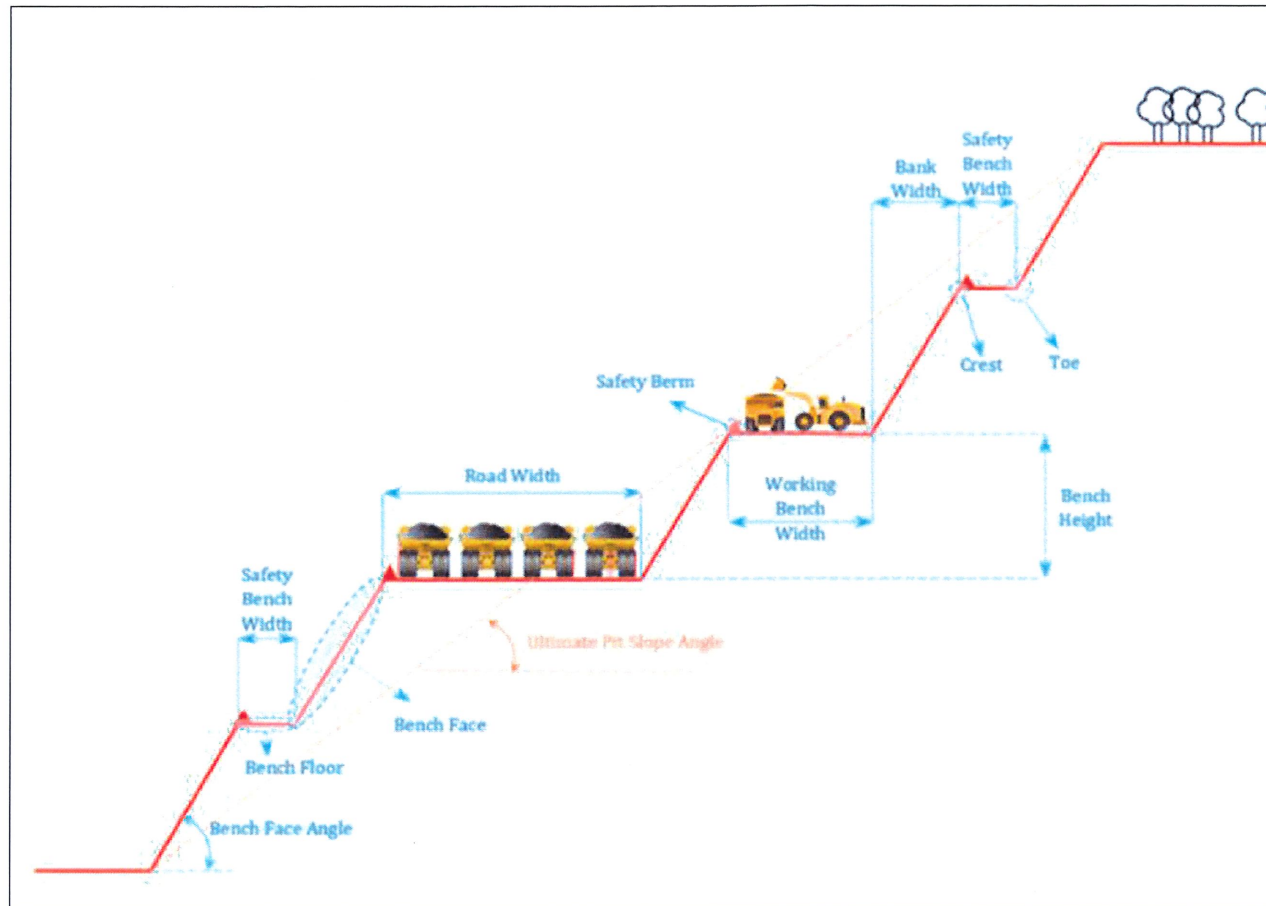 Safety
Bench
Width
Bank
Width
Crest
Toe
Safety Berm
Road Width
Working
Bench
Width
Bench
Height
Safety
Bench
Width
Ultimate Pit Slope Angle
Bench Face
Bench Floor
Bench Face Angle